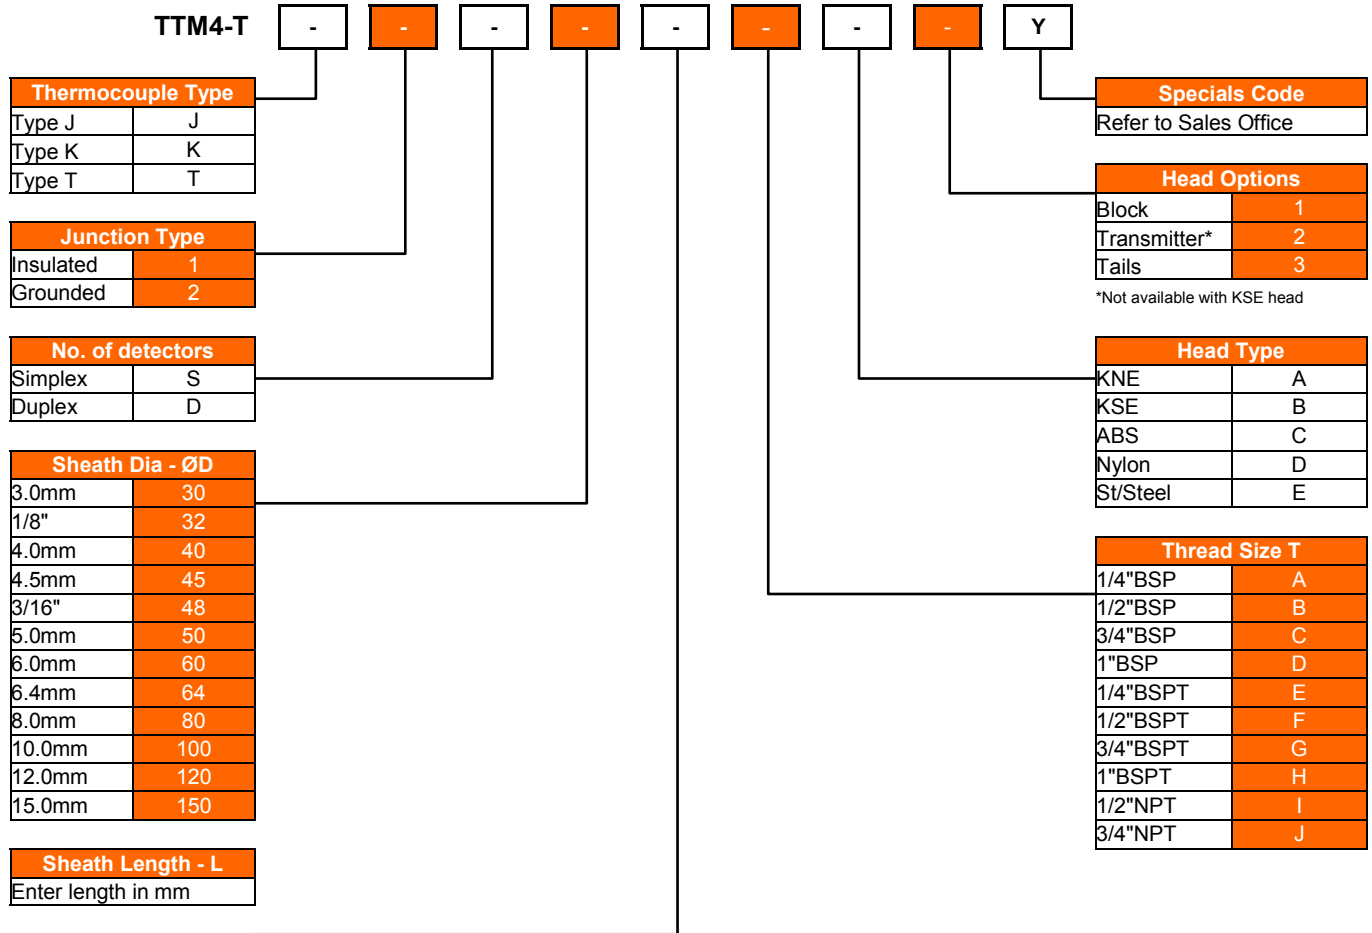 TTM4-T - - - - - - - - Y
Thermocouple Type
Type J J
Type K K
Type T T
Junction Type
Insulated 1
Grounded 2
No. of detectors
Simplex S
Duplex D
Sheath Dia - ØD
3.0mm 30
1/8" 32
4.0mm 40
4.5mm 45
3/16" 48
5.0mm 50
6.0mm 60
6.4mm 64
8.0mm 80
10.0mm 100
12.0mm 120
15.0mm 150
Sheath Length - L
Enter length in mm
Specials Code
Refer to Sales Office
Head Options
Block 1
Transmitter* 2
Tails 3
*Not available with KSE head
Head Type
KNE A
KSE B
ABS C
Nylon D
St/Steel E
Thread Size T
1/4"BSP A
1/2"BSP B
3/4"BSP C
1"BSP D
1/4"BSPT E
1/2"BSPT F
3/4"BSPT G
1"BSPT H
1/2"NPT I
3/4"NPT J